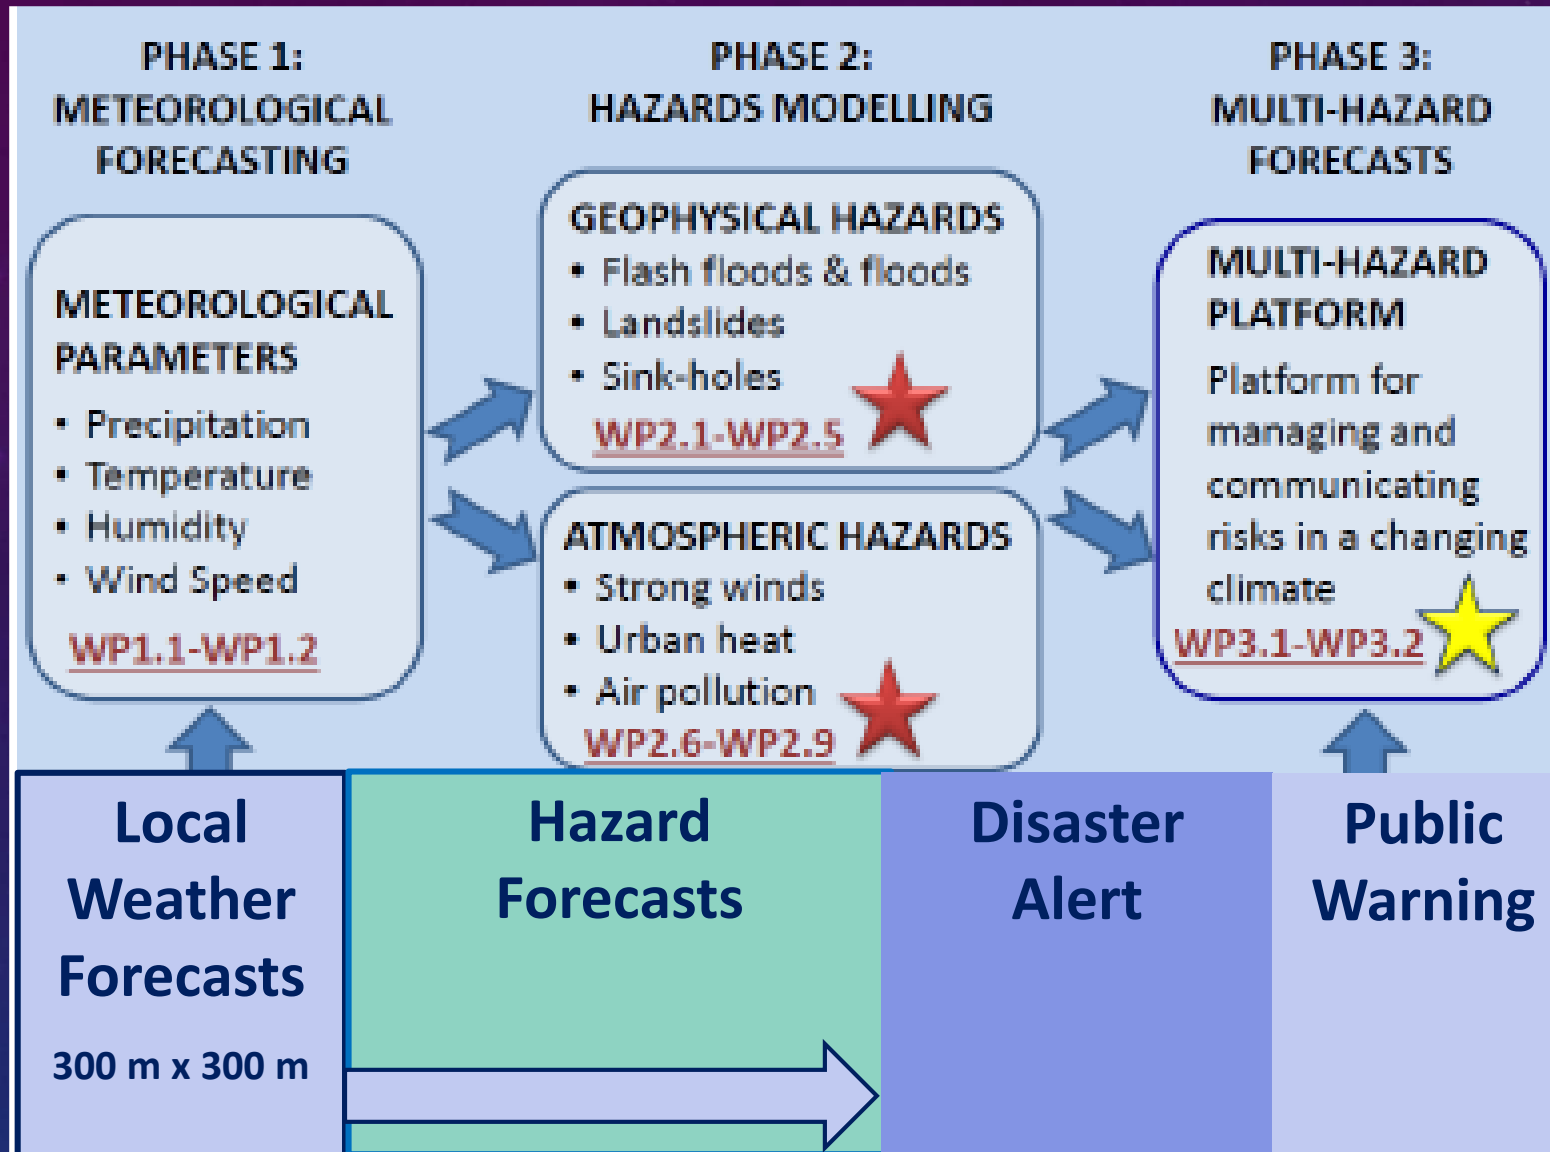 PHASE 1:
METEOROLOGICAL
FORECASTING
METEOROLOGICAL
PARAMETERS
• Precipitation
• Temperature
• Humidity
• Wind Speed
WP1.1-WP1.2
PHASE 2:
HAZARDS MODELLING
GEOPHYSICAL HAZARDS
• Flash floods & floods
• Landslides
• Sink-holes
WP2.1-WP2.5
ATMOSPHERIC HAZARDS
• Strong winds
• Urban heat
• Air pollution
WP2.6-WP2.9
PHASE 3:
MULTI-HAZARD
FORECASTS
MULTI-HAZARD
PLATFORM
Platform for
managing and
communicating
risks in a changing
climate
WP3.1-WP3.2
Local
Weather
Forecasts
300 m x 300 m
Hazard
Forecasts
Disaster
Alert
Public
Warning